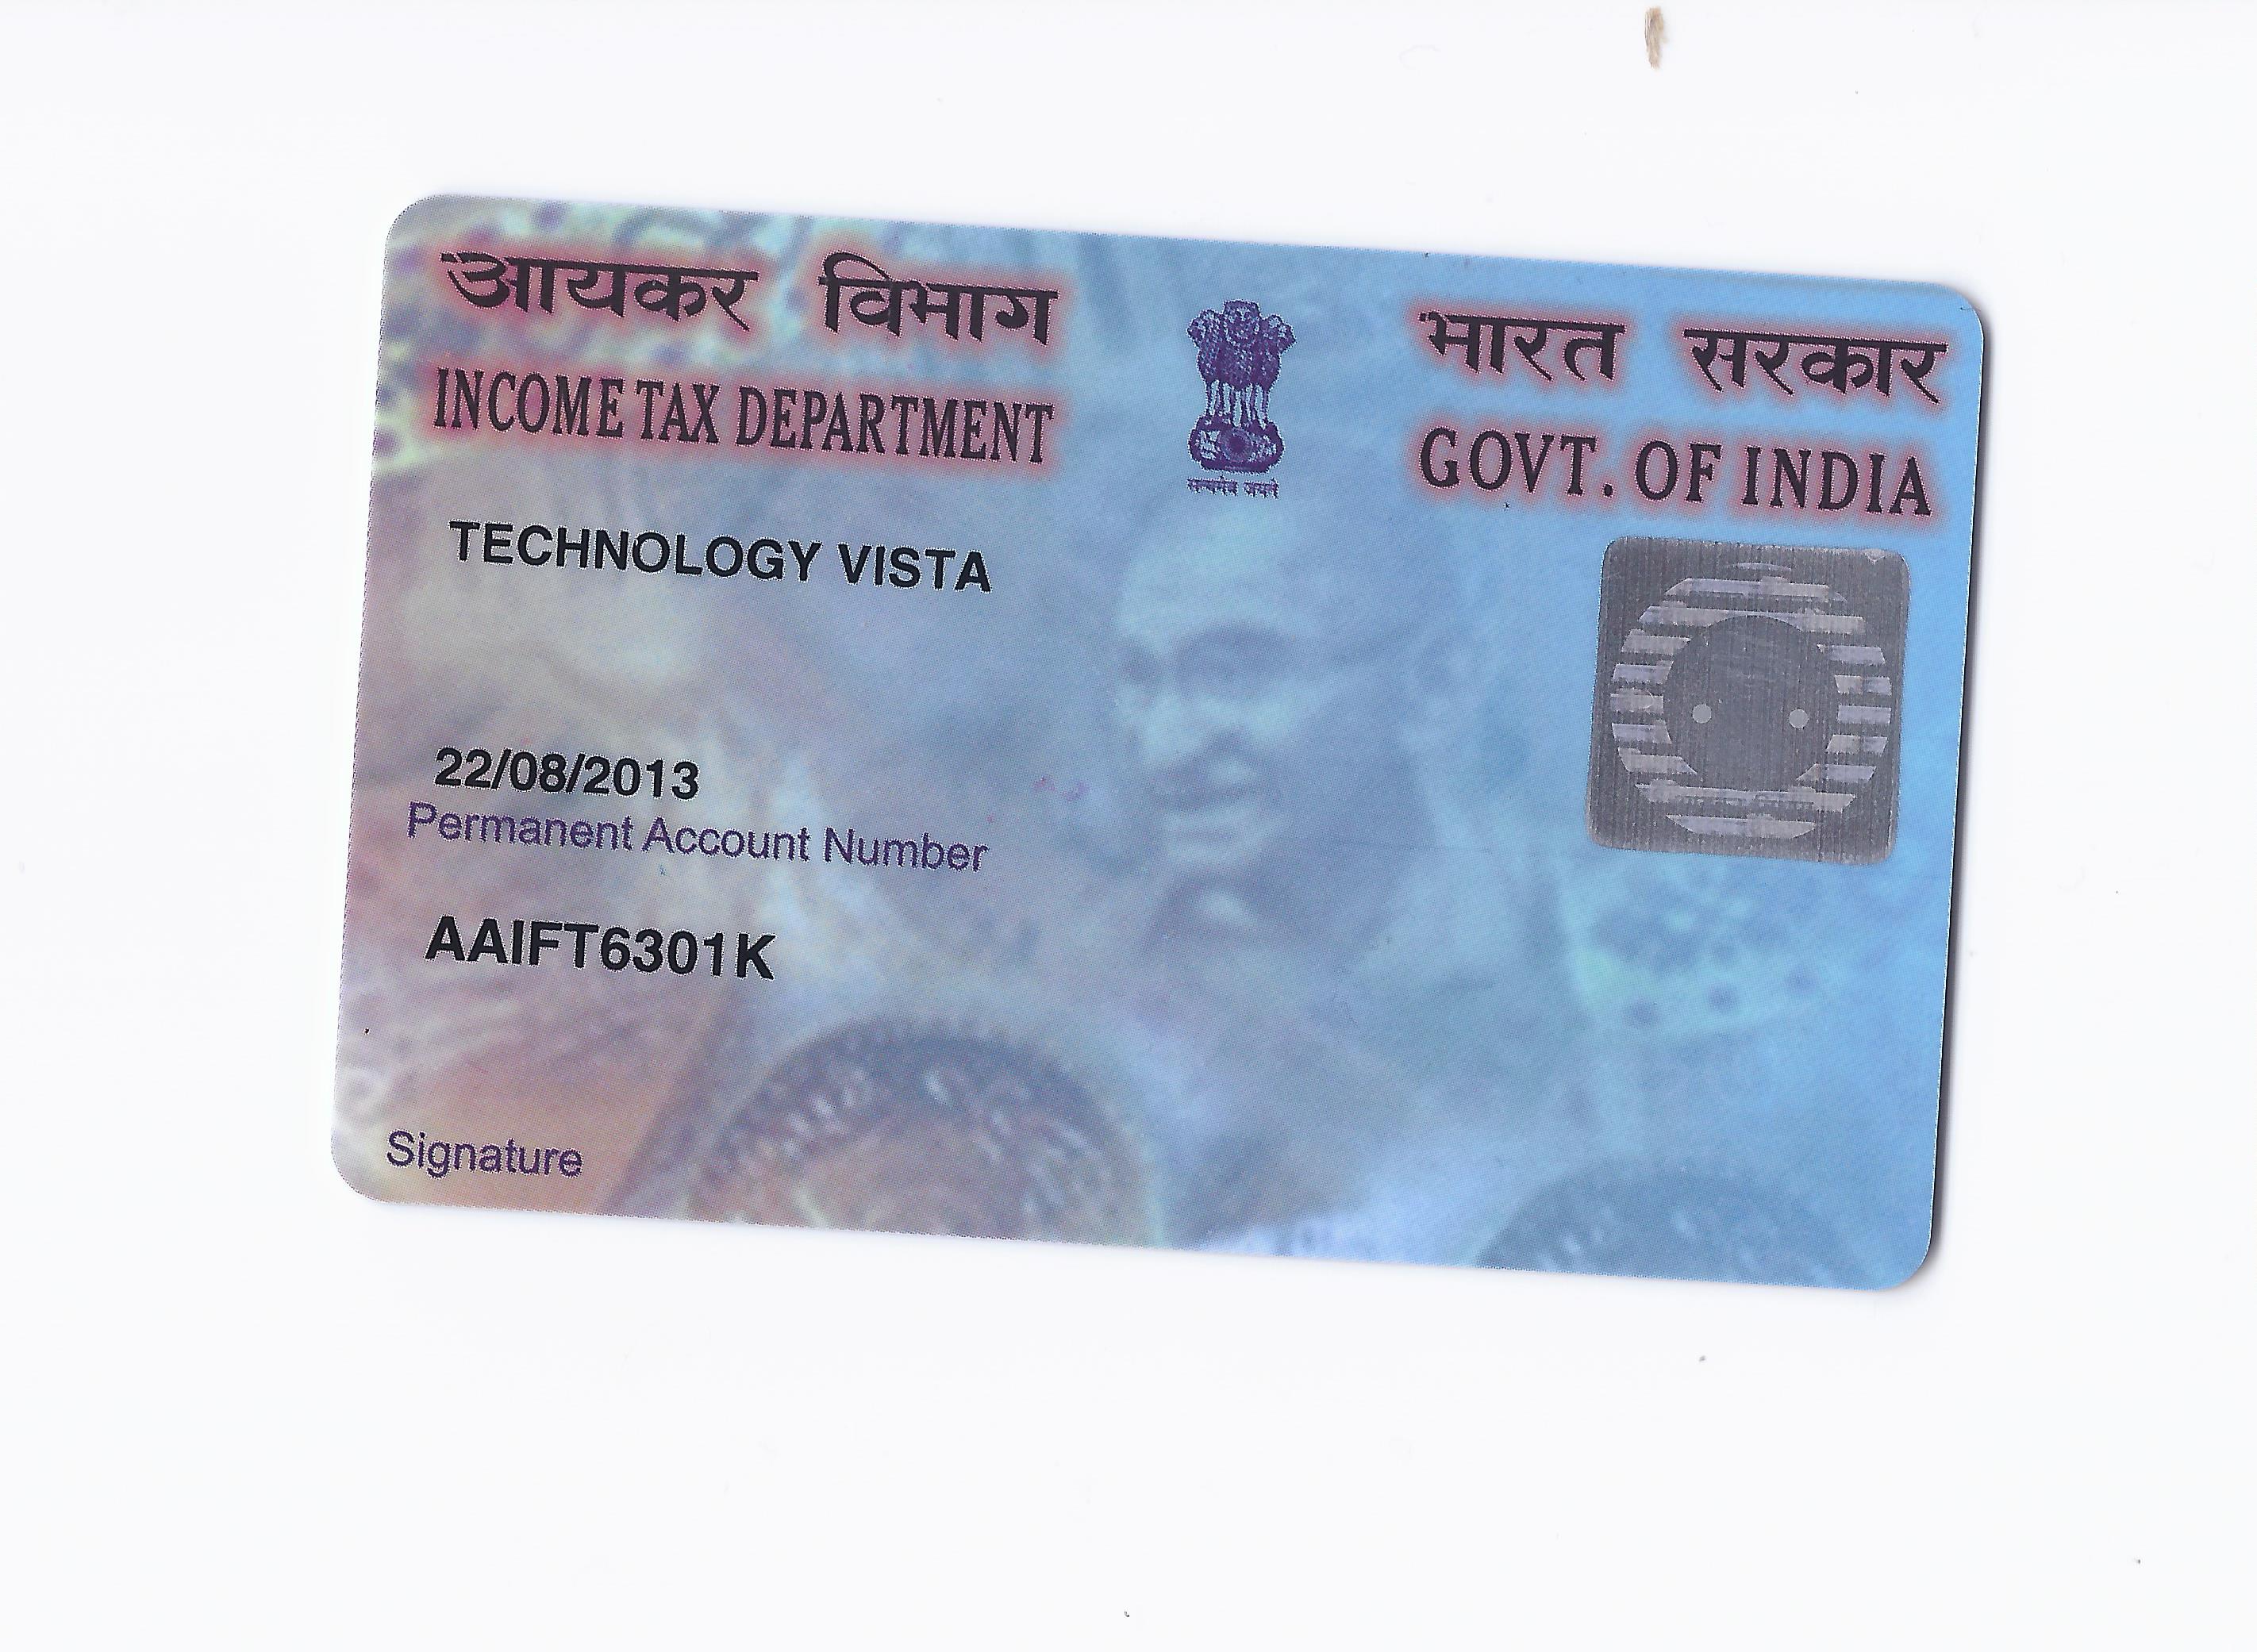 आयकर विभाग
INCOME TAX DEPARTMENT
भारत सरकार
GOVT. OF INDIA
सत्यमेव जयते
TECHNOLOGY VISTA
22/08/2013
Permanent Account Number
AAIFT6301K
Signature